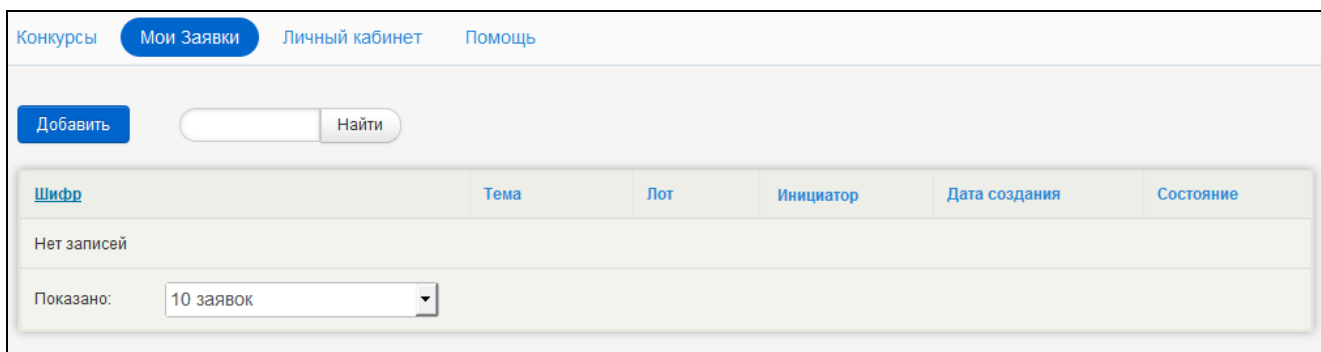 Конкурсы Мои Заявки Личный кабинет Помощь
Добавить Найти
Шифр Тема Лот Инициатор Дата создания Состояние
Нет записей
Показано: 10 заявок